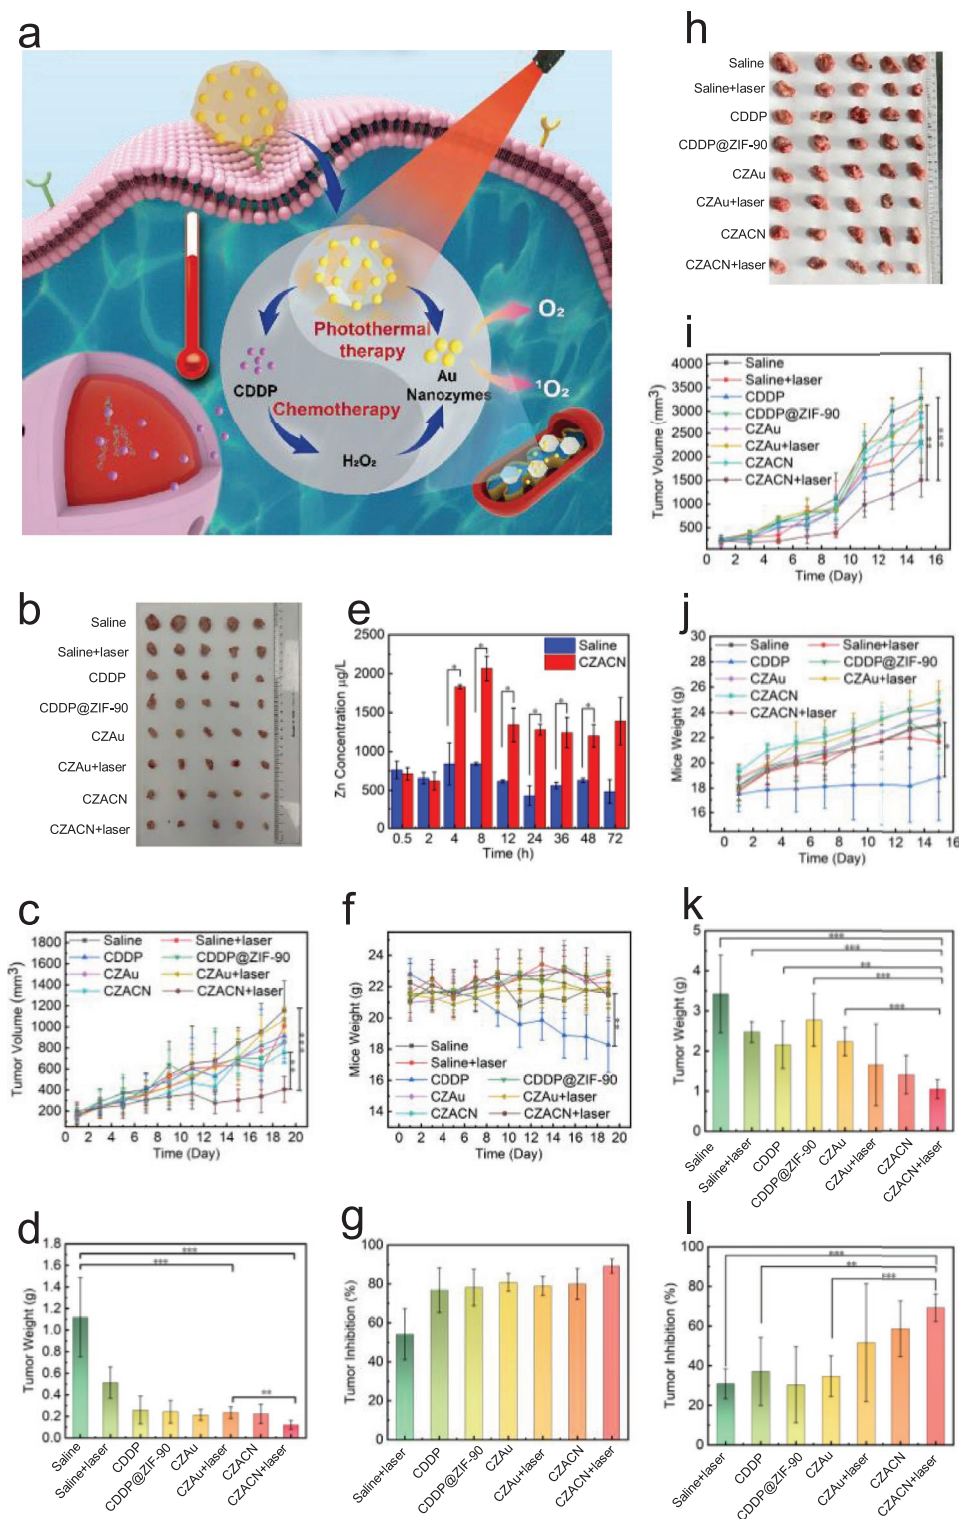 a
O₂
Photothermal
therapy
CDDP
Au
Nanozymes
¹O₂
Chemotherapy
H₂O₂
b
Saline
Saline+laser
CDDP
CDDP@ZIF-90
CZAu
CZAu+laser
CZACN
CZACN+laser
c
Tumor Volume (mm³)
1800
1600
1400
1200
1000
800
600
400
200
Saline
Saline+laser
CDDP
CDDP@ZIF-90
CZAu
CZAu+laser
CZACN
CZACN+laser
***
**
0 2 4 6 8 10 12 14 16 18 20
Time (Day)
d
Tumor Weight (g)
1.8
1.6
1.4
1.2
1.0
0.8
0.6
0.4
0.2
0.0
***
***
**
Saline
Saline+laser
CDDP
CDDP@ZIF-90
CZAu
CZAu+laser
CZACN
CZACN+laser
e
Zn Concentration µg/L
2500
2000
1500
1000
500
0
Saline
CZACN
* * * * * *
0.5 2 4 8 12 24 36 48 72
Time (h)
f
Mice Weight (g)
24
22
20
18
16
14
Saline
Saline+laser
CDDP
CDDP@ZIF-90
CZAu
CZAu+laser
CZACN
CZACN+laser
**
0 2 4 6 8 10 12 14 16 18 20
Time (Day)
g
Tumor Inhibition (%)
100
80
60
40
20
0
Saline+laser
CDDP
CDDP@ZIF-90
CZAu
CZAu+laser
CZACN
CZACN+laser
h
Saline
Saline+laser
CDDP
CDDP@ZIF-90
CZAu
CZAu+laser
CZACN
CZACN+laser
i
Tumor Volume (mm³)
4000
3500
3000
2500
2000
1500
1000
500
Saline
Saline+laser
CDDP
CDDP@ZIF-90
CZAu
CZAu+laser
CZACN
CZACN+laser
**
***
0 2 4 6 8 10 12 14 16
Time (Day)
j
Mice Weight (g)
30
28
26
24
22
20
18
16
14
Saline
Saline+laser
CDDP
CDDP@ZIF-90
CZAu
CZAu+laser
CZACN
CZACN+laser
*
0 2 4 6 8 10 12 14 16
Time (Day)
k
Tumor Weight (g)
5
4
3
2
1
0
***
***
**
***
***
Saline
Saline+laser
CDDP
CDDP@ZIF-90
CZAu
CZAu+laser
CZACN
CZACN+laser
l
Tumor Inhibition (%)
100
80
60
40
20
0
***
**
***
Saline+laser
CDDP
CDDP@ZIF-90
CZAu
CZAu+laser
CZACN
CZACN+laser